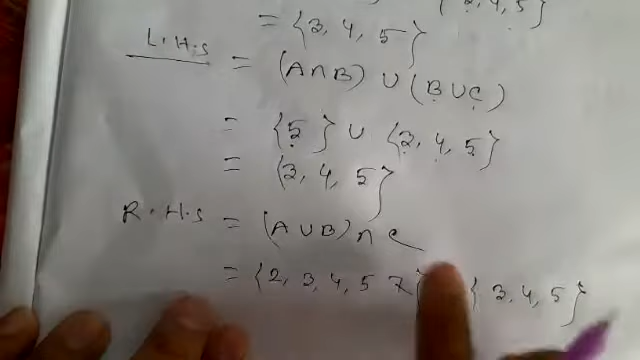 = {3, 4, 5}
L.H.S = (A∩B) ∪ (B∪C)
= {5} ∪ {3, 4, 5}
= {3, 4, 5}
R.H.S = (A∪B) ∩ C
= {2, 3, 4, 5 7} {3, 4, 5}